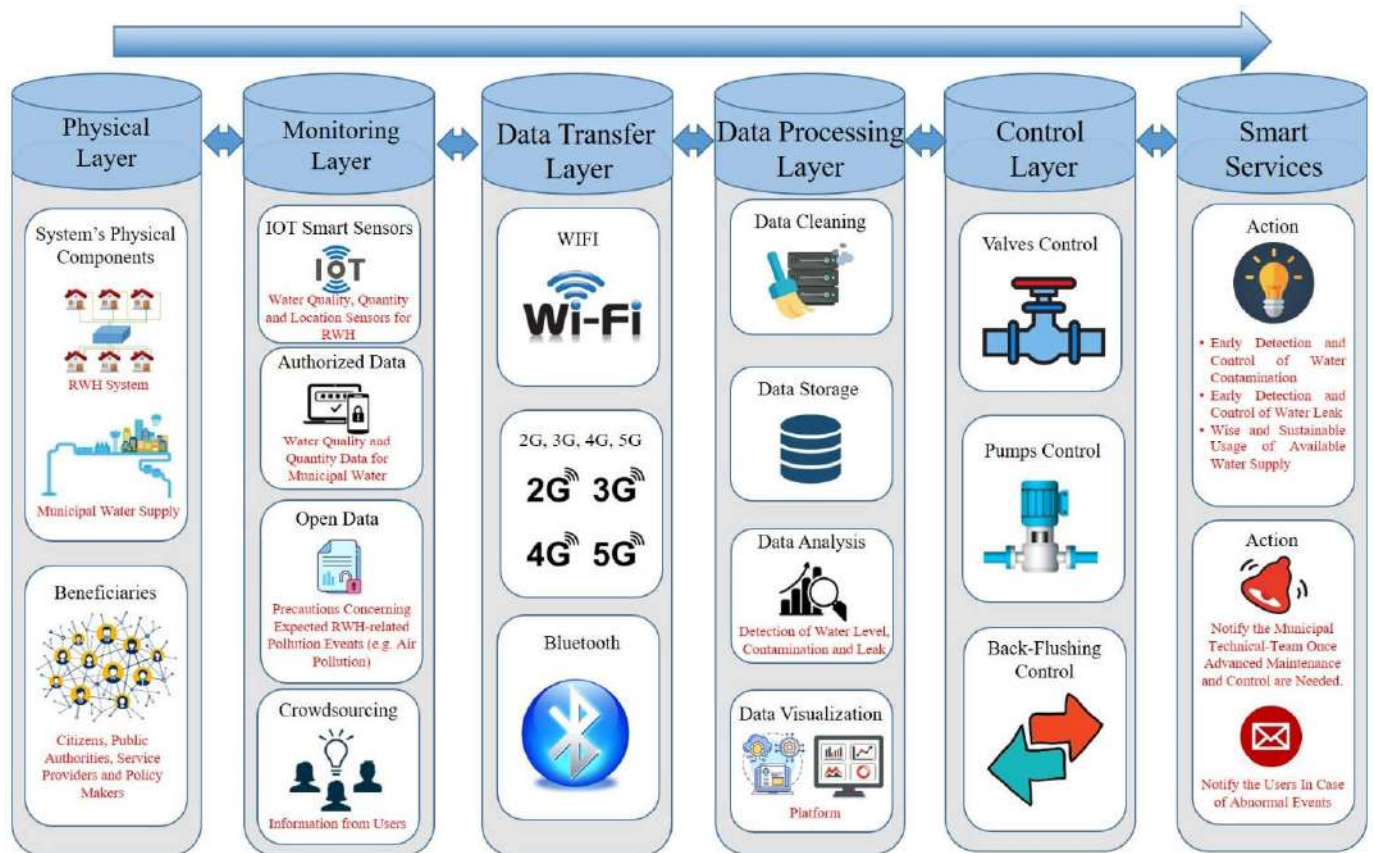 Physical
Layer
System's Physical
Components
RWH System
Municipal Water Supply
Beneficiaries
Citizens, Public
Authorities, Service
Providers and Policy
Makers
Monitoring
Layer
IOT Smart Sensors
IoT
Water Quality, Quantity
and Location Sensors for
RWH
Authorized Data
Water Quality and
Quantity Data for
Municipal Water
Open Data
Precautions Concerning
Expected RWH-related
Pollution Events (e.g. Air
Pollution)
Crowdsourcing
Information from Users
Data Transfer
Layer
WIFI
Wi-Fi
2G, 3G, 4G, 5G
2G 3G
4G 5G
Bluetooth
Data Processing
Layer
Data Cleaning
Data Storage
Data Analysis
Detection of Water Level,
Contamination and Leak
Data Visualization
Platform
Control
Layer
Valves Control
Pumps Control
Back-Flushing
Control
Smart
Services
Action
• Early Detection and
Control of Water
Contamination
• Early Detection and
Control of Water Leak
• Wise and Sustainable
Usage of Available
Water Supply
Action
Notify the Municipal
Technical-Team Once
Advanced Maintenance
and Control are Needed.
Notify the Users In Case
of Abnormal Events